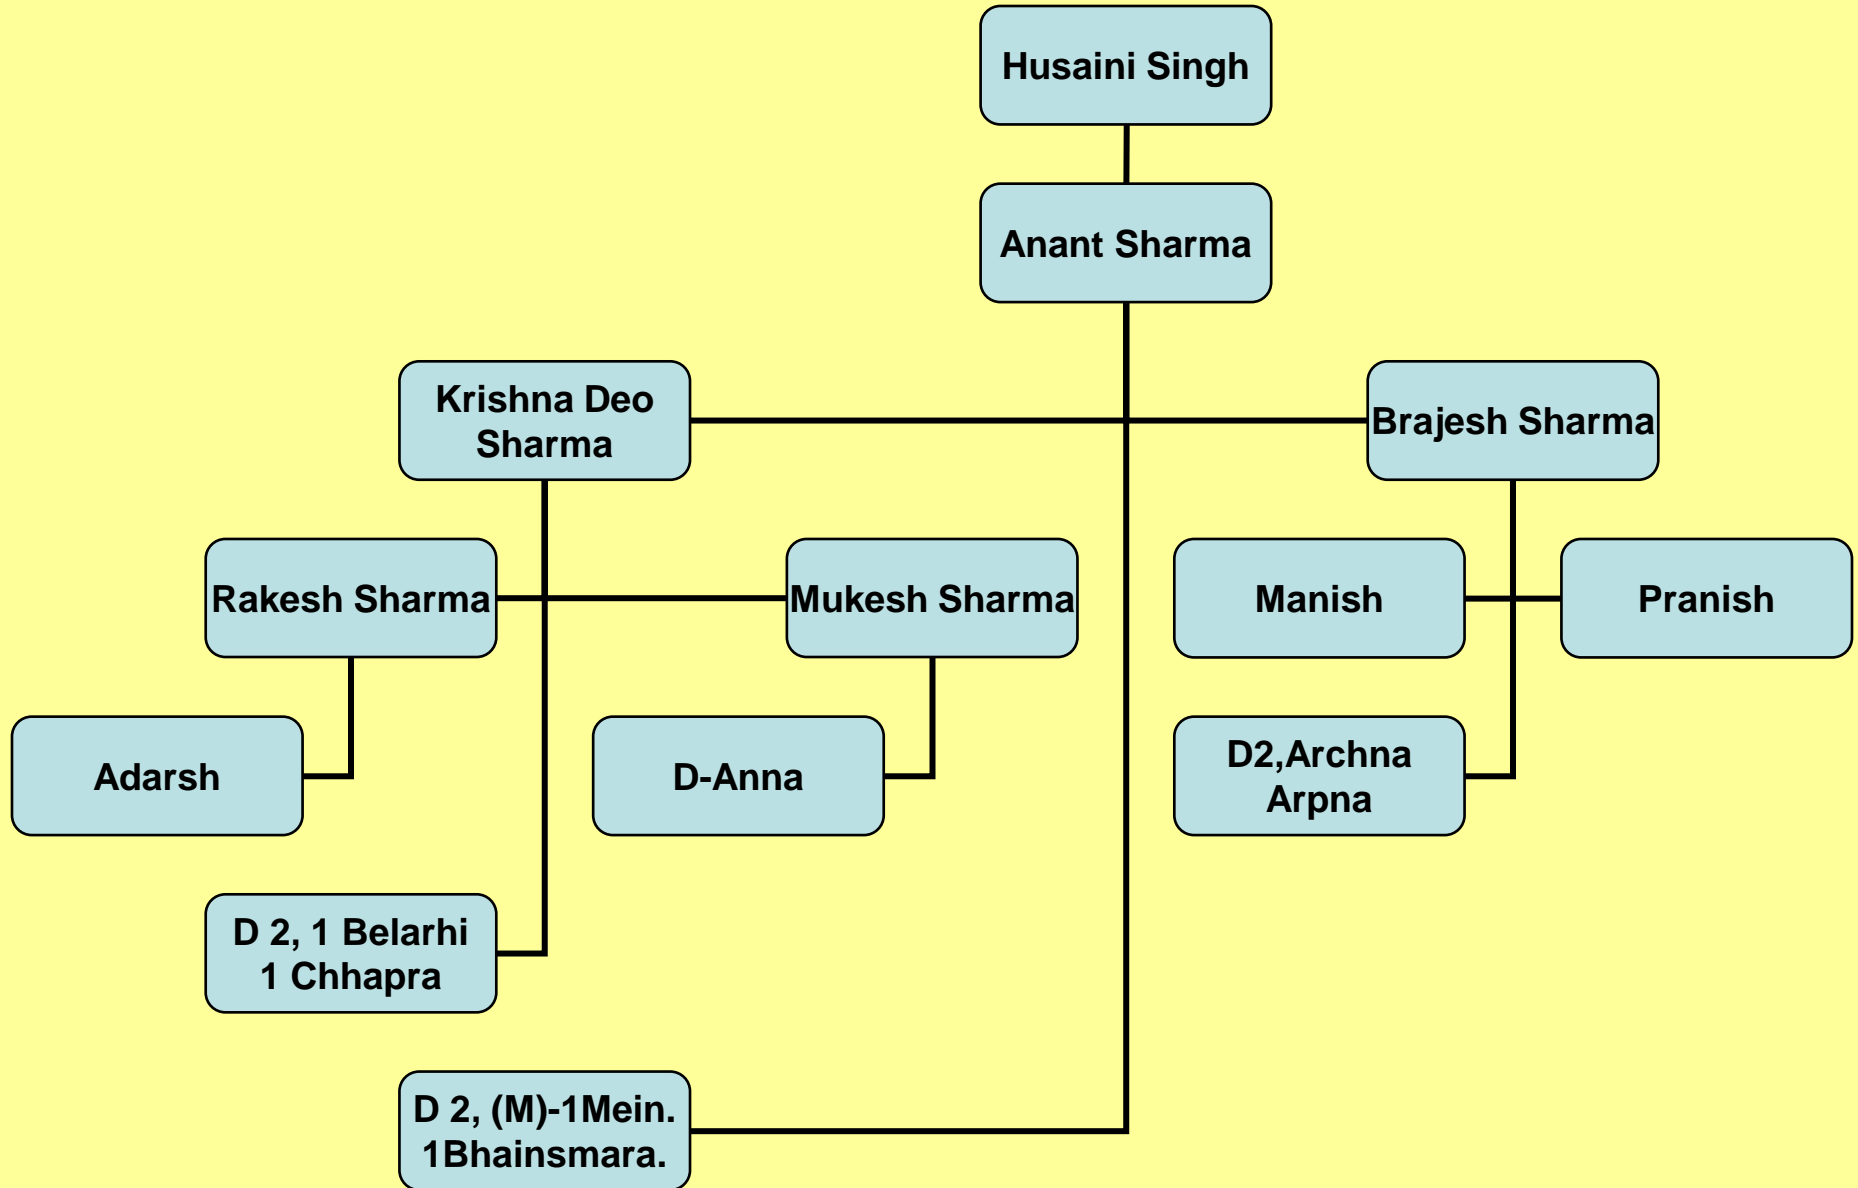 Husaini Singh
Anant Sharma
Krishna Deo
Sharma
Brajesh Sharma
Rakesh Sharma
Mukesh Sharma
Manish
Pranish
Adarsh
D-Anna
D2,Archna
Arpna
D 2, 1 Belarhi
1 Chhapra
D 2, (M)-1Mein.
1Bhainsmara.